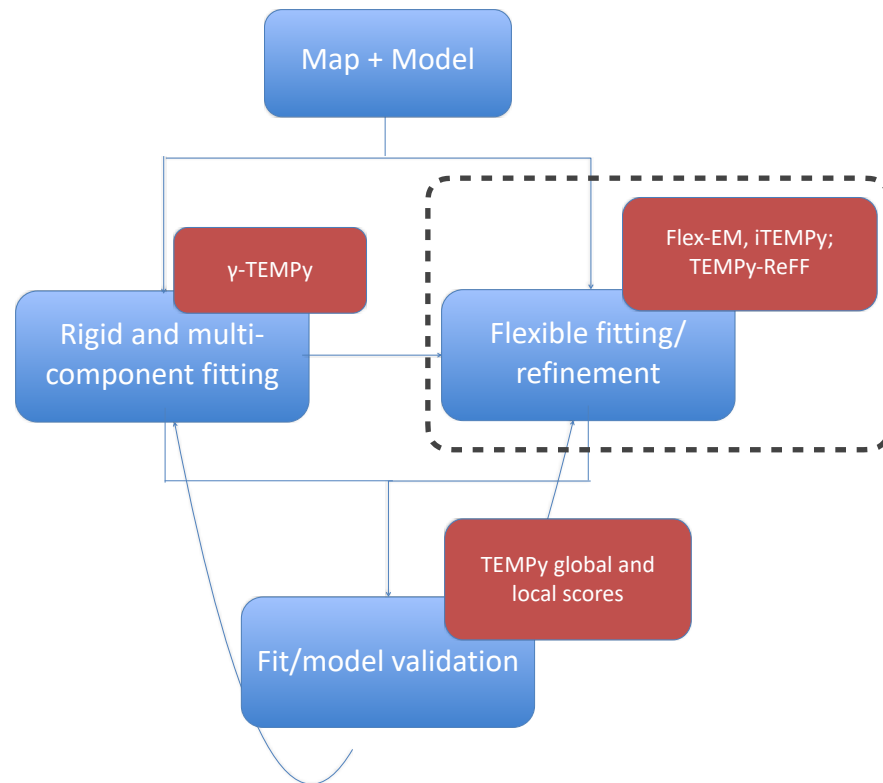 Map + Model
γ-TEMPy
Flex-EM, iTEMPy;
TEMPy-ReFF
Rigid and multi-
component fitting
Flexible fitting/
refinement
TEMPy global and
local scores
Fit/model validation